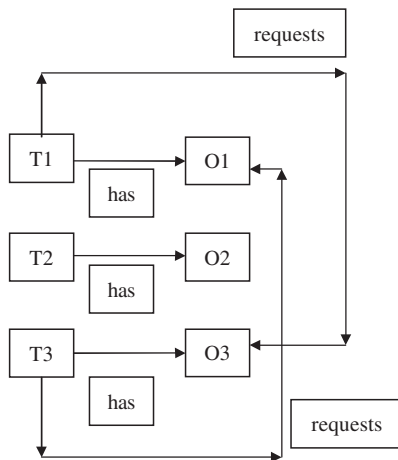 requests
T1
O1
has
T2
O2
has
T3
O3
has
requests